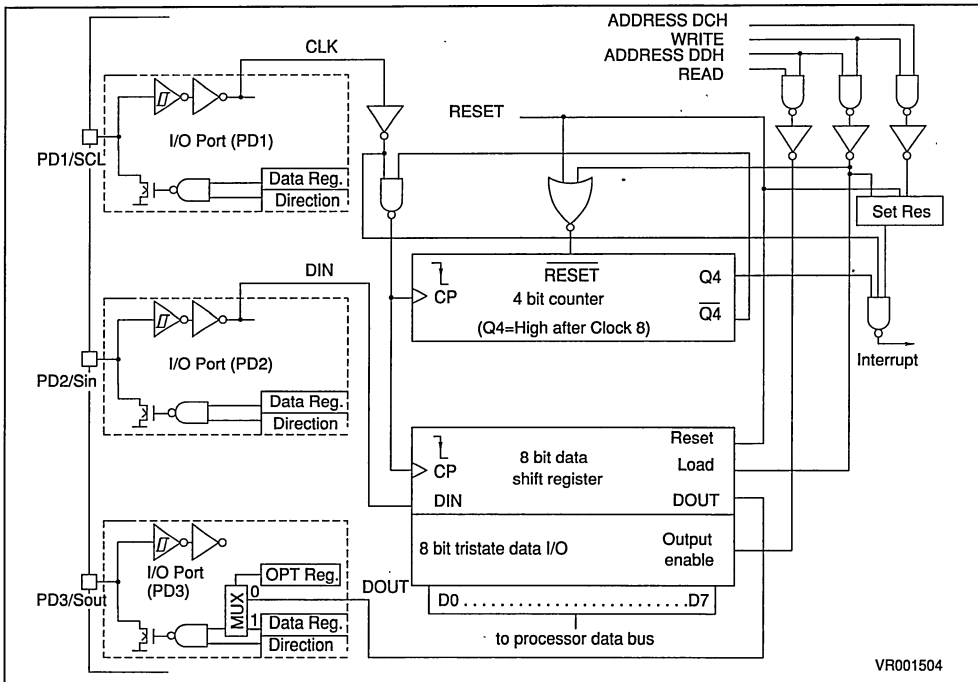 ADDRESS DCH
WRITE
ADDRESS DDH
READ
CLK
RESET
I/O Port (PD1)
PD1/SCL
Data Reg.
Direction
Set Res
DIN
RESET
CP
4 bit counter
(Q4=High after Clock 8)
Q4
Q4
Interrupt
I/O Port (PD2)
PD2/Sin
Data Reg.
Direction
Reset
8 bit data
shift register
Load
CP
DIN
DOUT
8 bit tristate data I/O
Output
enable
I/O Port
(PD3)
PD3/Sout
OPT Reg.
DOUT
MUX
0
1
Data Reg.
Direction
D0 . . . . . . . . . . . . . . . . . . . . . . . . D7
to processor data bus
VR001504